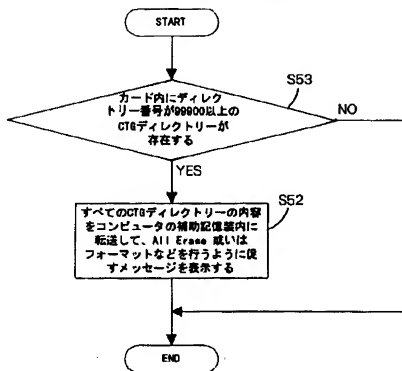 START
S53
カード内にディレク
トリー番号が99900以上の
CTGディレクトリーが
存在する
NO
YES
S52
すべてのCTGディレクトリーの内容
をコンピュータの補助記憶装内に
転送して、All Erase 或いは
フォーマットなどを行うように促
すメッセージを表示する
END